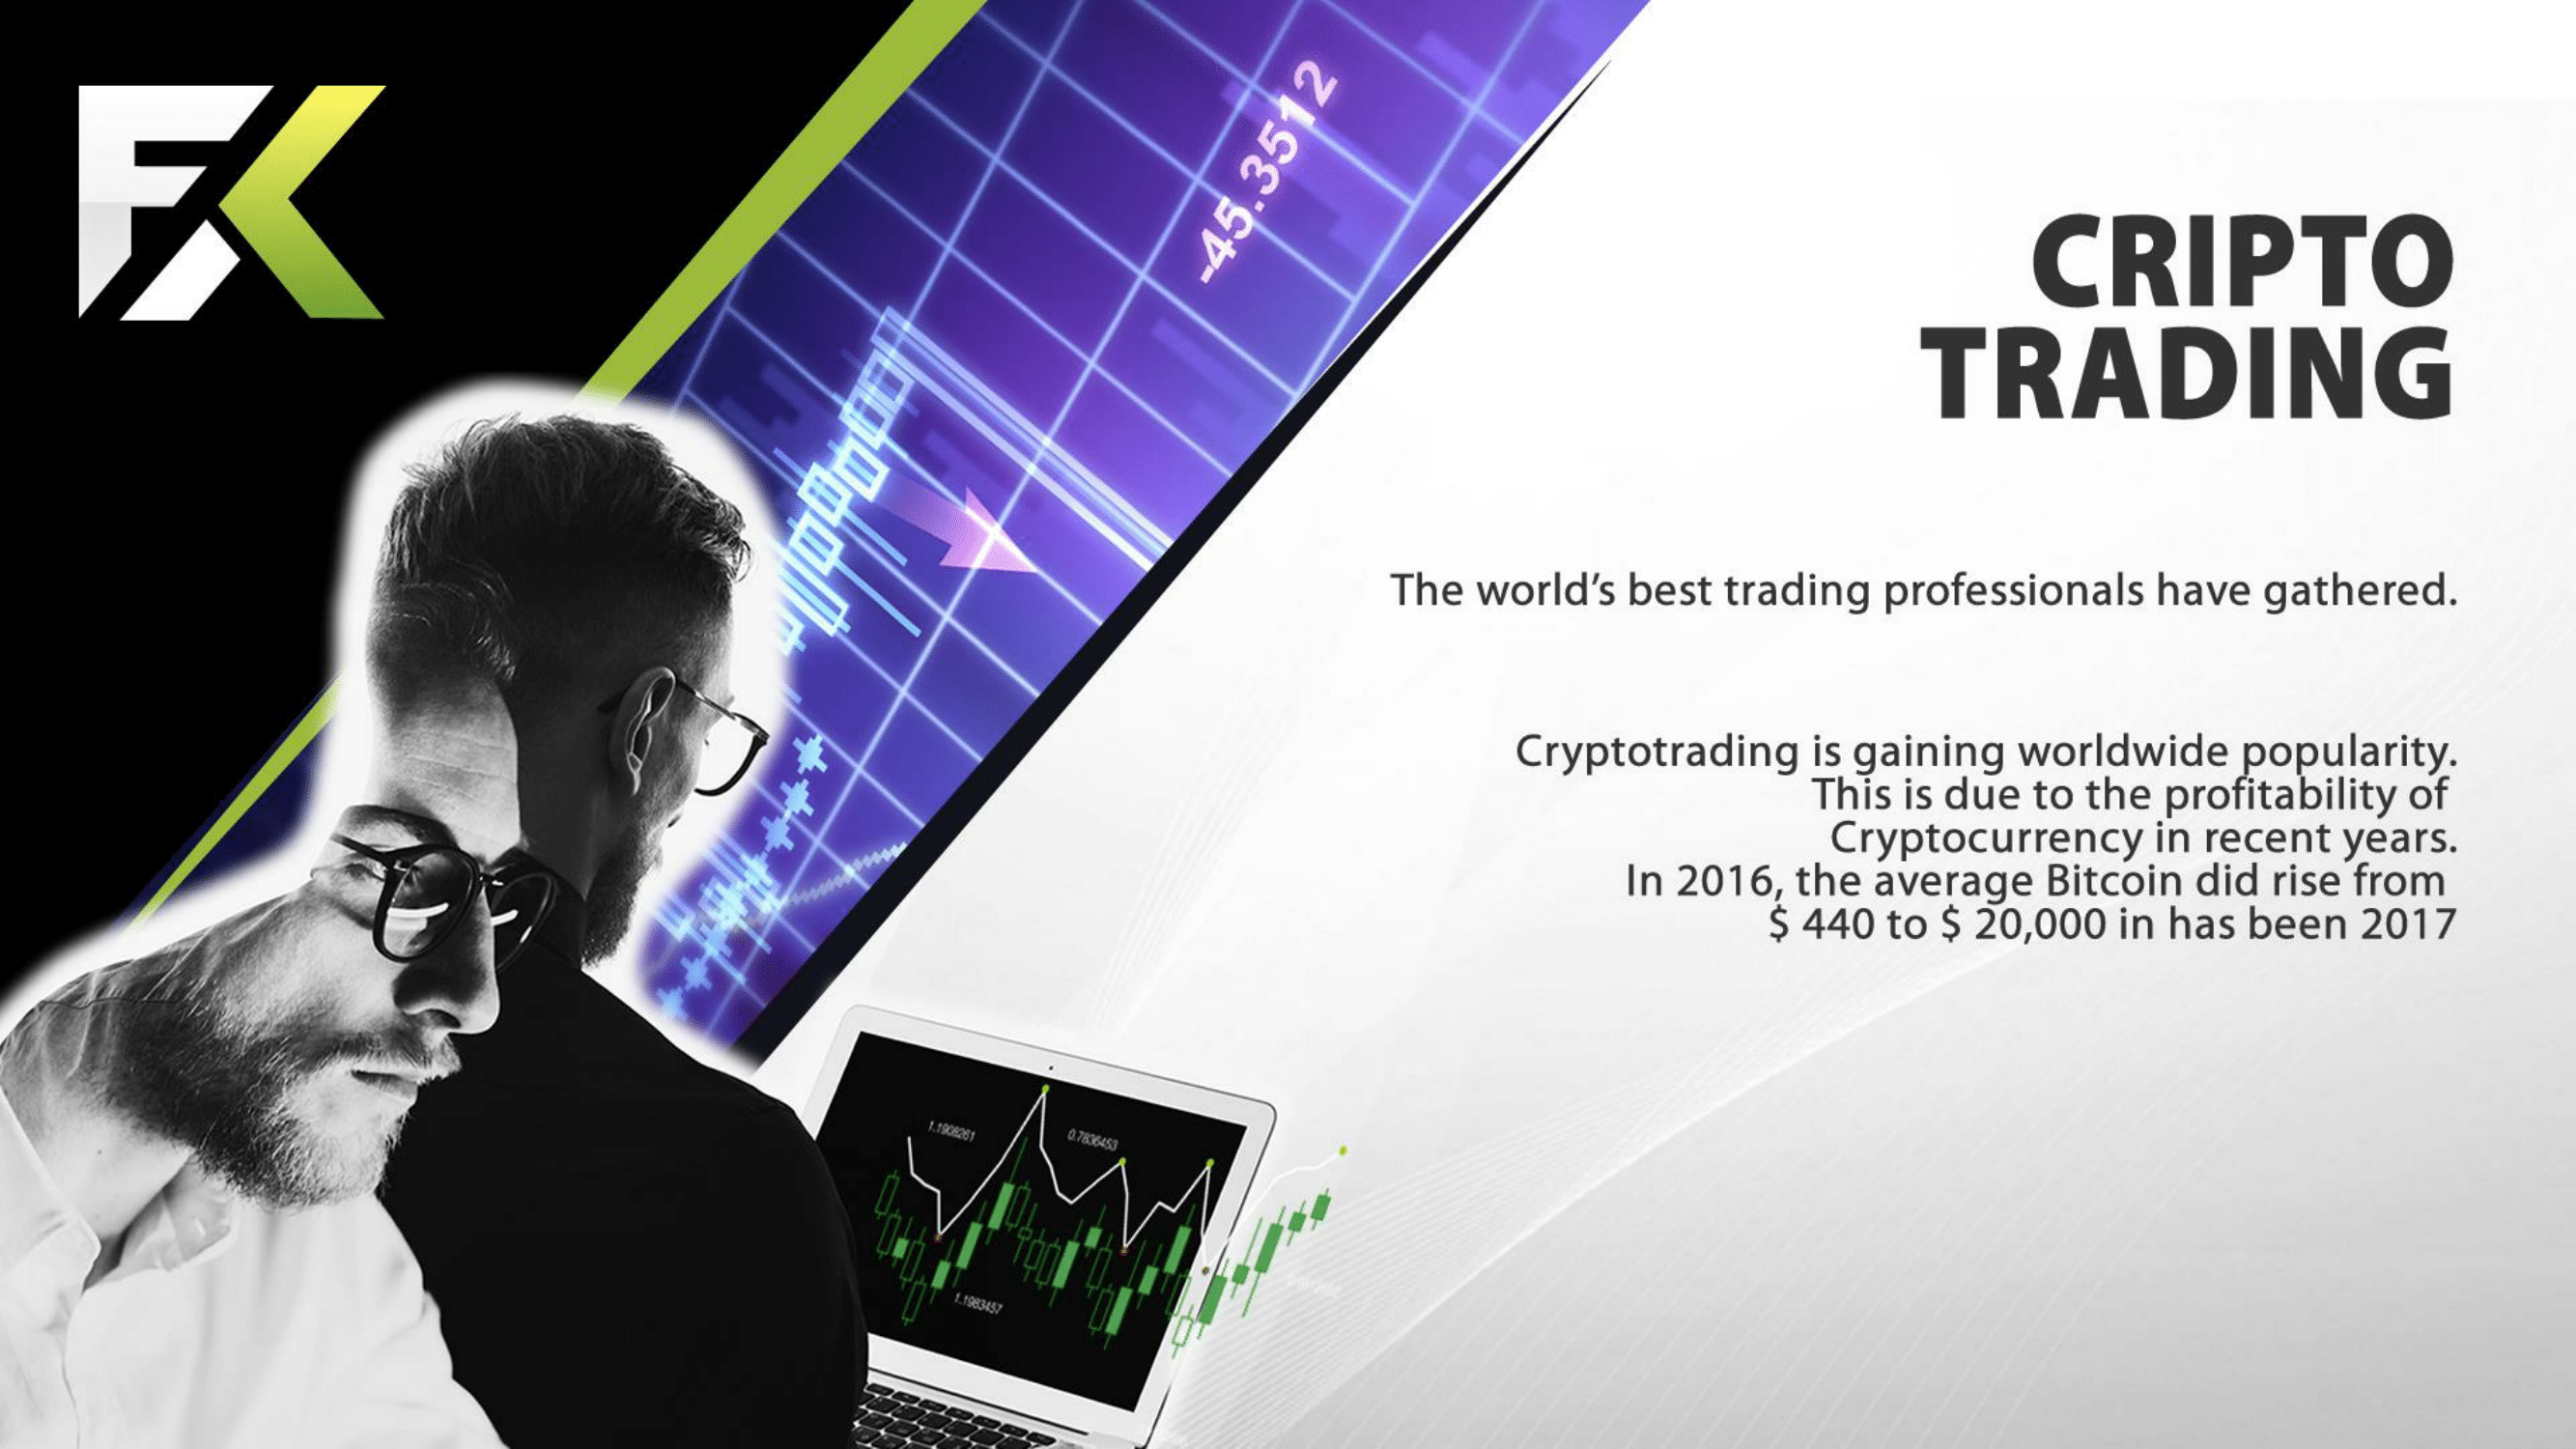 FX
-45.3512
CRIPTO
TRADING
The world's best trading professionals have gathered.
Cryptotrading is gaining worldwide popularity.
This is due to the profitability of
Cryptocurrency in recent years.
In 2016, the average Bitcoin did rise from
$ 440 to $ 20,000 in has been 2017
1.1908261
0.7836453
1.1983457